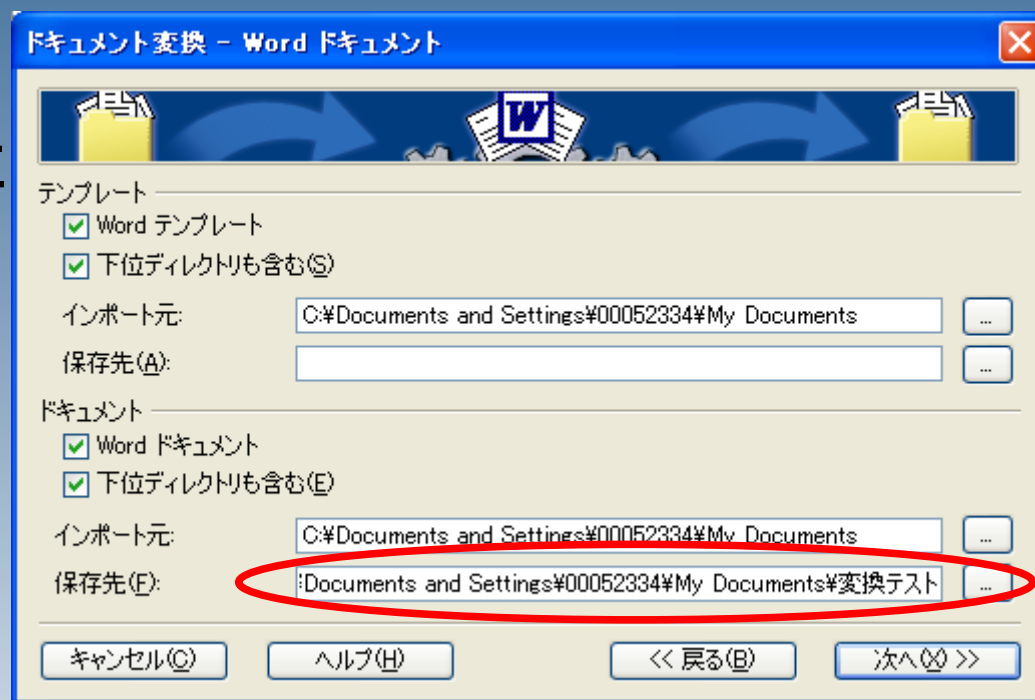 ドキュメント変換 - Word ドキュメント
W
テンプレート
Word テンプレート
下位ディレクトリも含む(S)
インポート元: C:¥Documents and Settings¥00052334¥My Documents ...
保存先(A): ...
ドキュメント
Word ドキュメント
下位ディレクトリも含む(E)
インポート元: C:¥Documents and Settings¥00052334¥My Documents ...
保存先(F): :Documents and Settings¥00052334¥My Documents¥変換テスト ...
キャンセル(C) ヘルプ(H) << 戻る(B) 次へ(X) >>